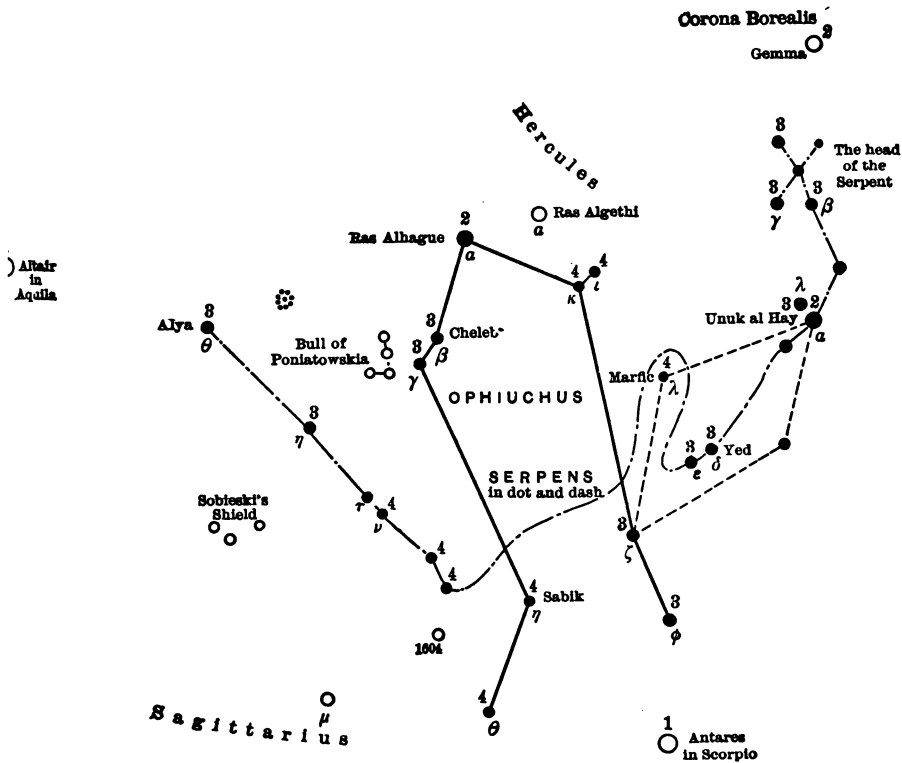 Corona Borealis
2
Gemma
Hercules
3
The head
of the
Serpent
3
γ
3
β
Ras Algethi
α
2
Ras Alhague
α
4
κ
4
ι
Altair
in
Aquila
3
Alya
θ
λ
3
2
Unuk al Hay
α
3
Cheleb
β
3
γ
Bull of
Poniatowskia
4
Marfic
λ
OPHIUCHUS
3
η
3
ε
3
δ
Yed
SERPENS
in dot and dash
τ
4
ν
Sobieski's
Shield
3
ζ
4
4
4
Sabik
η
3
φ
1604
μ
Sagittarius
4
θ
1
Antares
in Scorpio